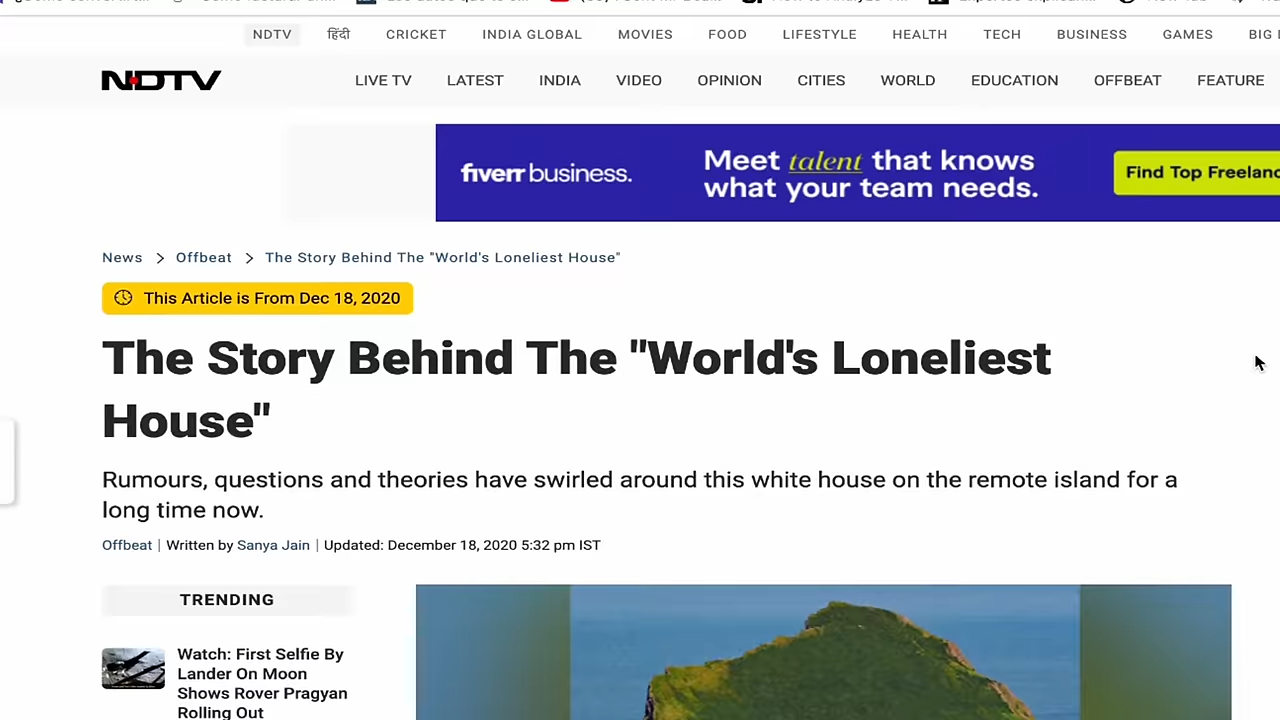 NDTV हिंदी CRICKET INDIA GLOBAL MOVIES FOOD LIFESTYLE HEALTH TECH BUSINESS GAMES BIG
NDTV LIVE TV LATEST INDIA VIDEO OPINION CITIES WORLD EDUCATION OFFBEAT FEATURE
fiverr business.
Meet talent that knows
what your team needs.
Find Top Freelanc
News > Offbeat > The Story Behind The "World's Loneliest House"
This Article is From Dec 18, 2020
The Story Behind The "World's Loneliest
House"
Rumours, questions and theories have swirled around this white house on the remote island for a
long time now.
Offbeat | Written by Sanya Jain | Updated: December 18, 2020 5:32 pm IST
TRENDING
Watch: First Selfie By
Lander On Moon
Shows Rover Pragyan
Rolling Out